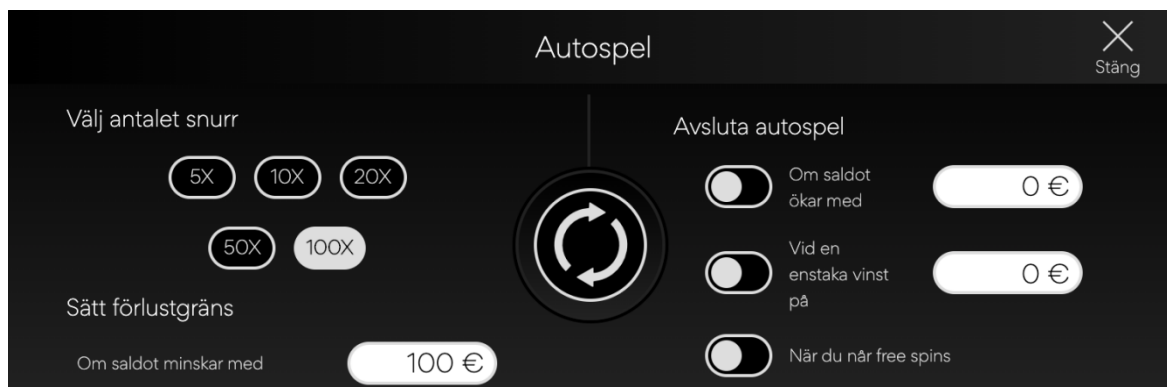 Autospel
Stäng
Välj antalet snurr
5X 10X 20X
50X 100X
Sätt förlustgräns
Om saldot minskar med 100 €
Avsluta autospel
Om saldot
ökar med
0 €
Vid en
enstaka vinst
på
0 €
När du når free spins